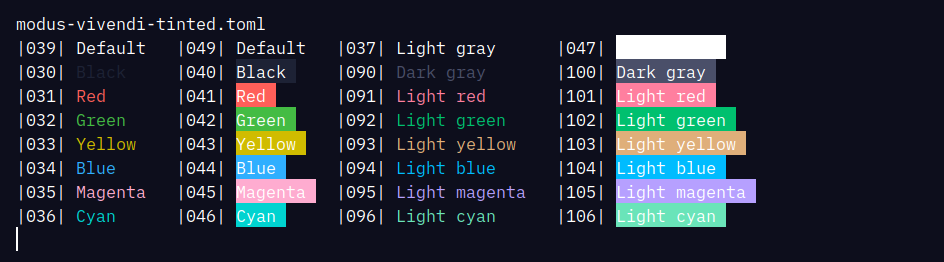 modus-vivendi-tinted.toml
|039| Default |049| Default |037| Light gray |047|
|030| Black |040| Black |090| Dark gray |100| Dark gray
|031| Red |041| Red |091| Light red |101| Light red
|032| Green |042| Green |092| Light green |102| Light green
|033| Yellow |043| Yellow |093| Light yellow |103| Light yellow
|034| Blue |044| Blue |094| Light blue |104| Light blue
|035| Magenta |045| Magenta |095| Light magenta |105| Light magenta
|036| Cyan |046| Cyan |096| Light cyan |106| Light cyan